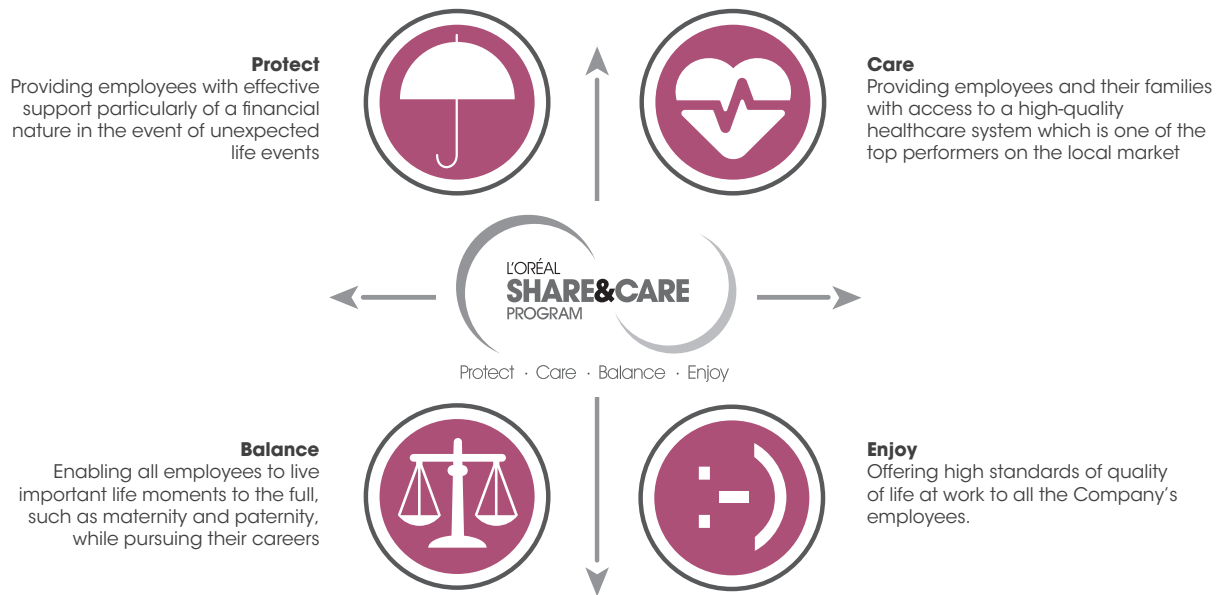 Protect
Providing employees with effective
support particularly of a financial
nature in the event of unexpected
life events
Care
Providing employees and their families
with access to a high-quality
healthcare system which is one of the
top performers on the local market
L'ORÉAL
SHARE&CARE
PROGRAM
Protect · Care · Balance · Enjoy
Balance
Enabling all employees to live
important life moments to the full,
such as maternity and paternity,
while pursuing their careers
Enjoy
Offering high standards of quality
of life at work to all the Company's
employees.